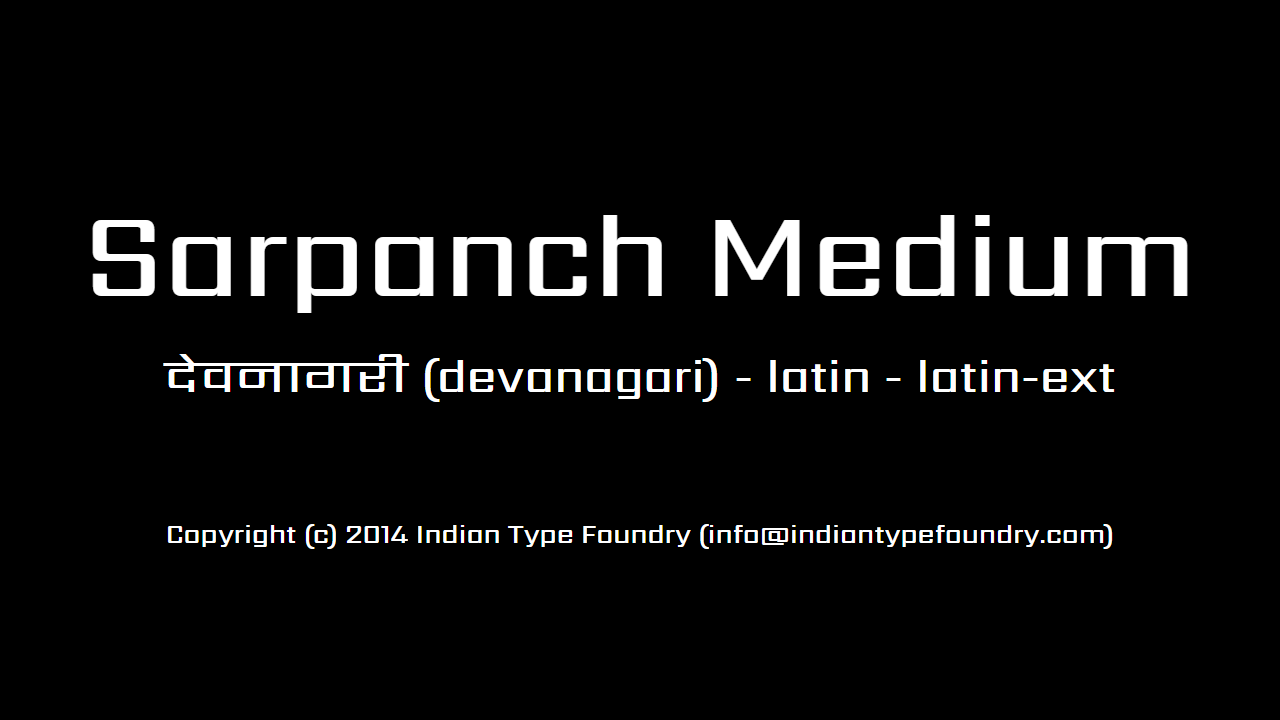 Sarpanch Medium
देवनागरी (devanagari) - latin - latin-ext
Copyright (c) 2014 Indian Type Foundry (info@indiantypefoundry.com)